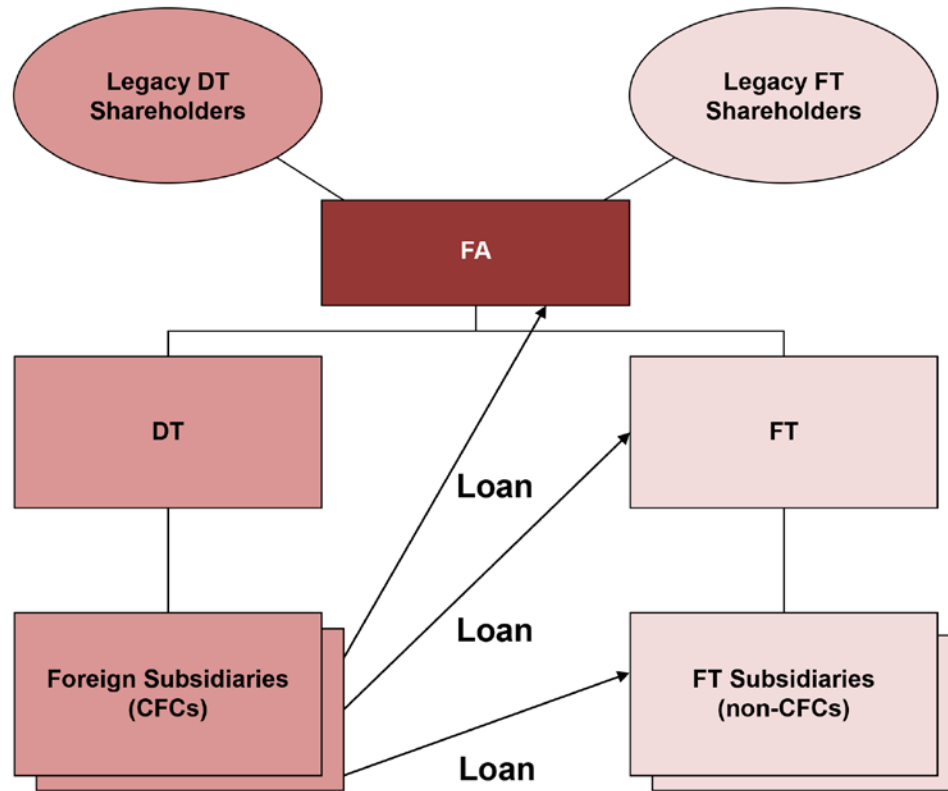 Legacy DT
Shareholders
Legacy FT
Shareholders
FA
DT
FT
Loan
Loan
Foreign Subsidiaries
(CFCs)
FT Subsidiaries
(non-CFCs)
Loan